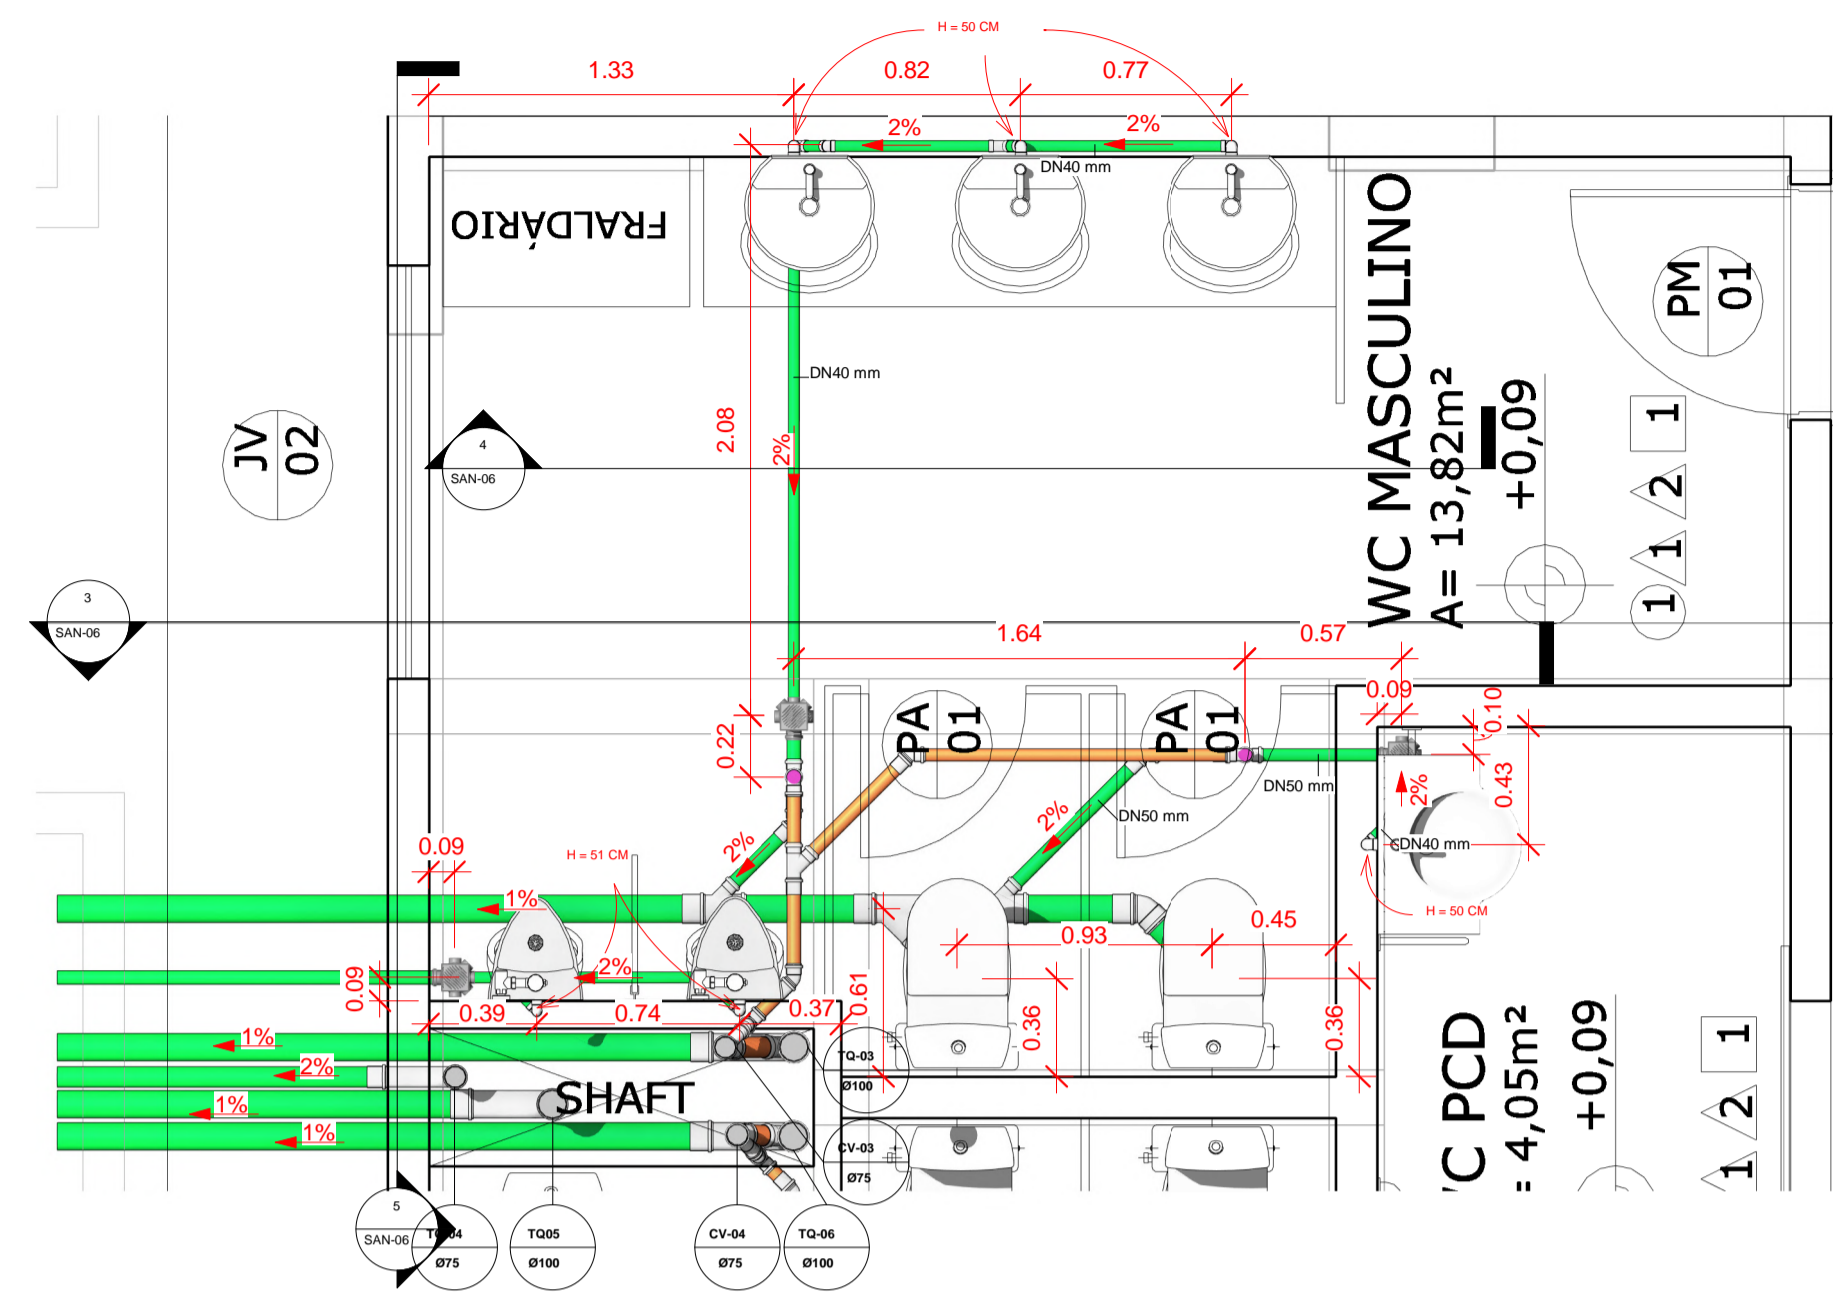 H = 50 CM
1.33
0.82
0.77
2%
2%
DN40 mm
FRALDÁRIO
DN40 mm
2.08
2%
JV
02
4
SAN-06
3
SAN-06
WC MASCULINO
A= 13,82m²
+0,09
PM
01
1
2
1
1
1.64
0.57
0.09
0.10
0.22
PA
01
PA
01
DN50 mm
DN50 mm
2%
0.43
2%
2%
DN40 mm
H = 50 CM
0.09
H = 51 CM
1%
0.93
0.45
2%
0.09
0.39
0.74
0.37
0.61
0.36
0.36
1%
2%
1%
1%
SHAFT
TQ-03
Ø100
CV-03
Ø75
C PCD
4,05m²
+0,09
1
2
1
5
SAN-06
Ø75
TQ05
Ø100
CV-04
Ø75
TQ-06
Ø100